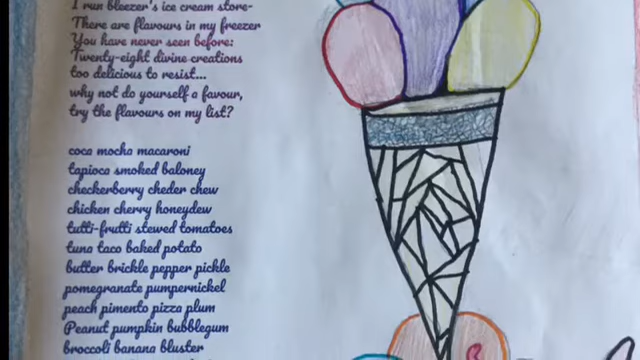 I run bleezer's ice cream store-
There are flavours in my freezer
You have never seen before:
Twenty-eight divine creations
too delicious to resist...
why not do yourself a favour,
try the flavours on my list?
coca mocha macaroni
tapioca smoked baloney
checkerberry cheder chew
chicken cherry honeydew
tutti-frutti stewed tomatoes
tuna taco baked potato
butter brickle pepper pickle
pomegranate pumpernickel
peach pimento pizza plum
Peanut pumpkin bubblegum
broccoli banana bluster